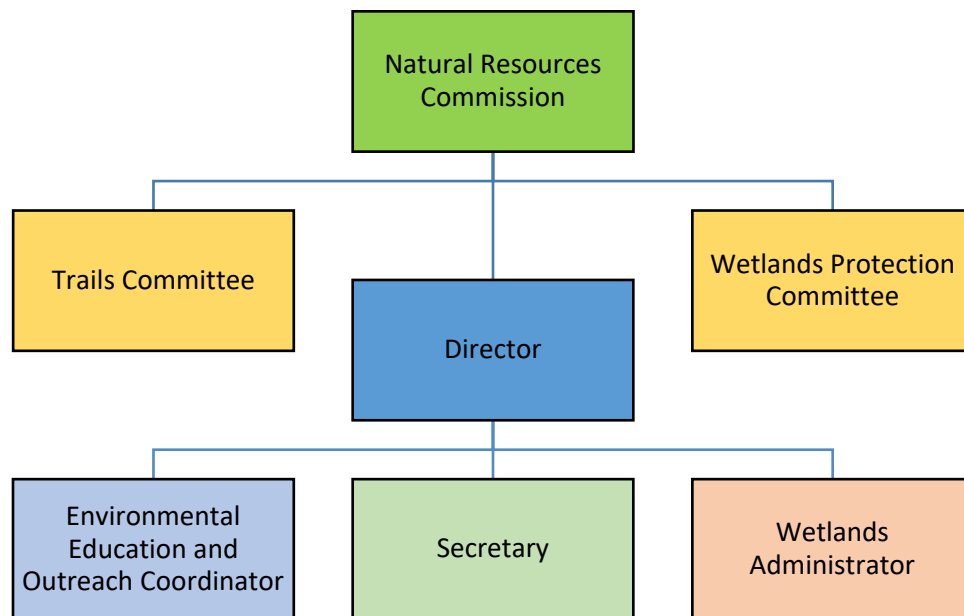 Natural Resources
Commission
Trails Committee
Wetlands Protection
Committee
Director
Environmental
Education and
Outreach Coordinator
Secretary
Wetlands
Administrator